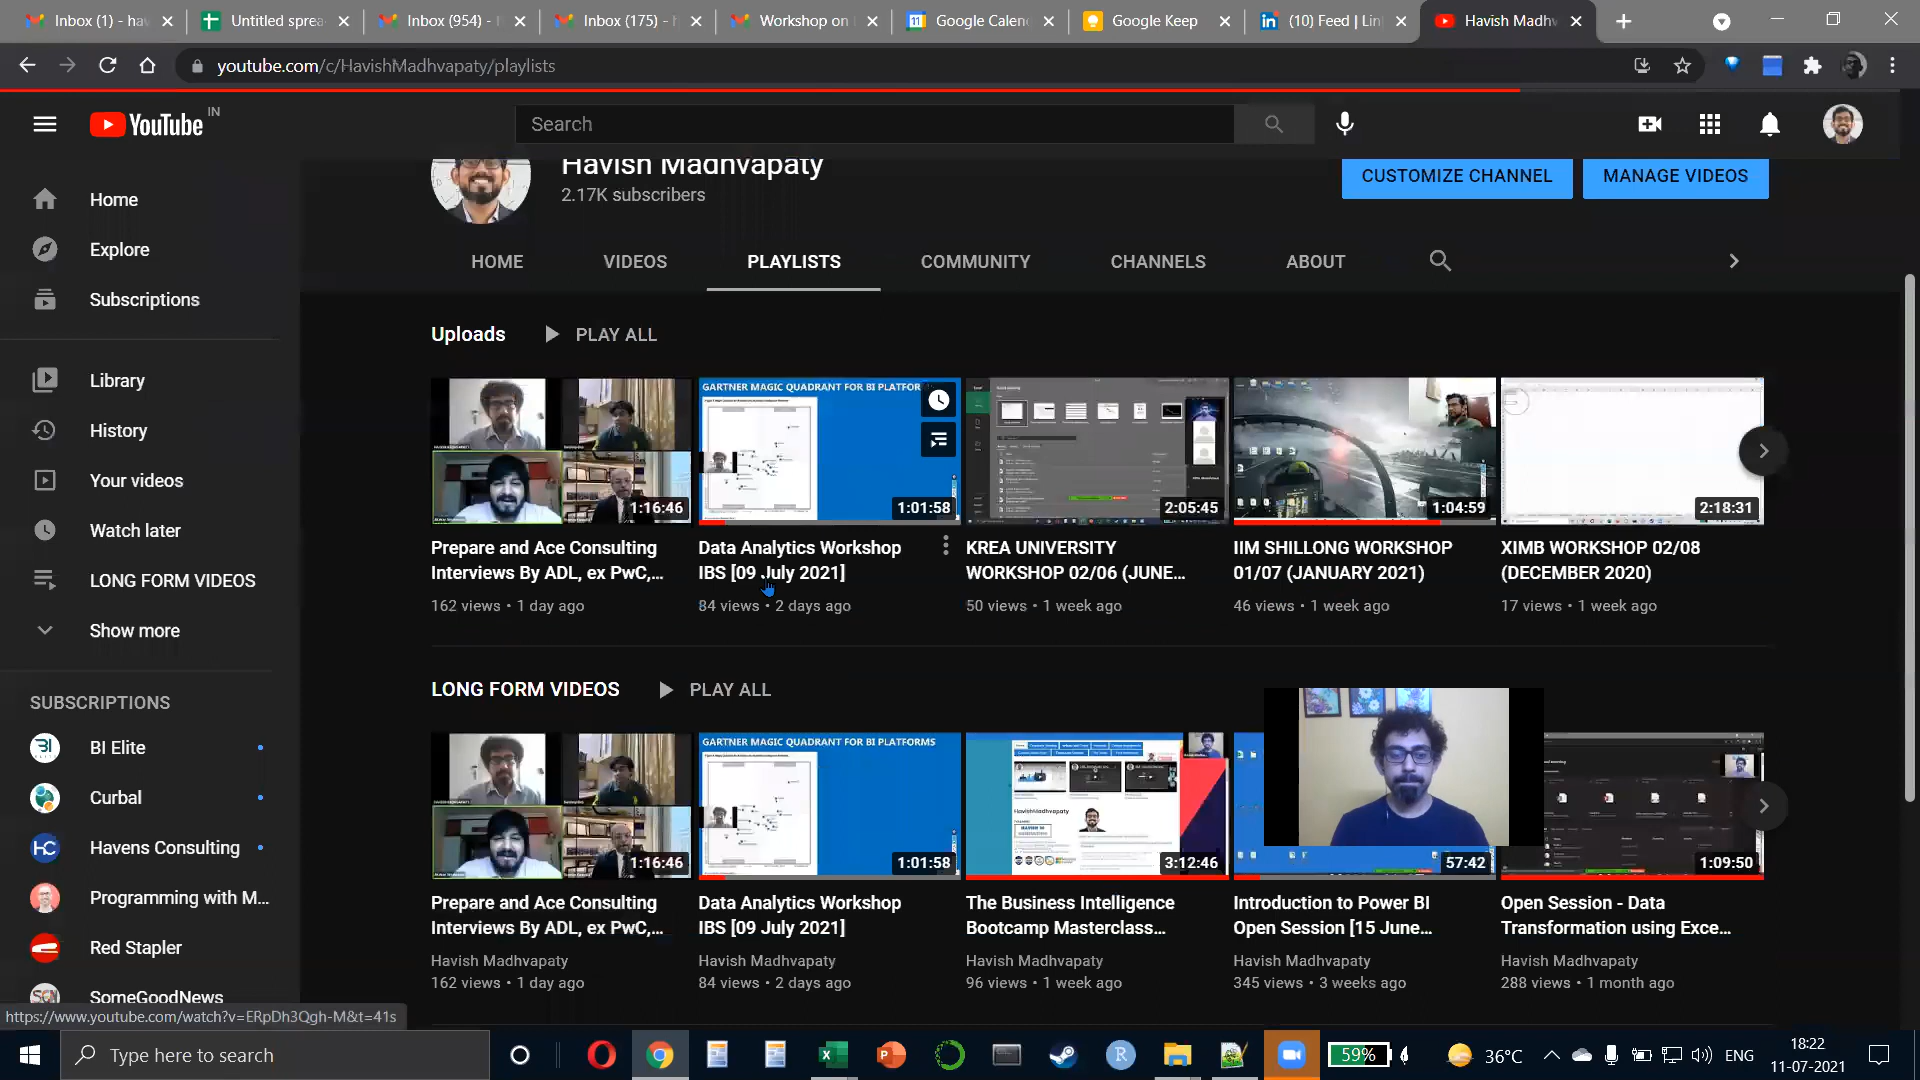 Inbox (1) - ha
Untitled sprea
Inbox (954) -
Inbox (175) -
Workshop on
Google Calen
Google Keep
(10) Feed | Lin
Havish Madhv
youtube.com/c/HavishMadhvapaty/playlists
YouTube IN
Search
Home
Explore
Subscriptions
Library
History
Your videos
Watch later
LONG FORM VIDEOS
Show more
SUBSCRIPTIONS
BI Elite
Curbal
Havens Consulting
Programming with M...
Red Stapler
SomeGoodNews
Havish Madhvapaty
2.17K subscribers
CUSTOMIZE CHANNEL
MANAGE VIDEOS
HOME
VIDEOS
PLAYLISTS
COMMUNITY
CHANNELS
ABOUT
Uploads
PLAY ALL
1:16:46
Prepare and Ace Consulting
Interviews By ADL, ex PwC,...
162 views • 1 day ago
GARTNER MAGIC QUADRANT FOR BI PLATFOR
1:01:58
Data Analytics Workshop
IBS [09 July 2021]
84 views • 2 days ago
2:05:45
KREA UNIVERSITY
WORKSHOP 02/06 (JUNE...
50 views • 1 week ago
1:04:59
IIM SHILLONG WORKSHOP
01/07 (JANUARY 2021)
46 views • 1 week ago
2:18:31
XIMB WORKSHOP 02/08
(DECEMBER 2020)
17 views • 1 week ago
LONG FORM VIDEOS
PLAY ALL
1:16:46
Prepare and Ace Consulting
Interviews By ADL, ex PwC,...
Havish Madhvapaty
162 views • 1 day ago
GARTNER MAGIC QUADRANT FOR BI PLATFORMS
1:01:58
Data Analytics Workshop
IBS [09 July 2021]
Havish Madhvapaty
84 views • 2 days ago
3:12:46
The Business Intelligence
Bootcamp Masterclass...
Havish Madhvapaty
96 views • 1 week ago
57:42
Introduction to Power BI
Open Session [15 June...
Havish Madhvapaty
345 views • 3 weeks ago
1:09:50
Open Session - Data
Transformation using Exce...
Havish Madhvapaty
288 views • 1 month ago
https://www.youtube.com/watch?v=ERpDh3Qgh-M&t=41s
Type here to search
59%
36°C
ENG
18:22
11-07-2021